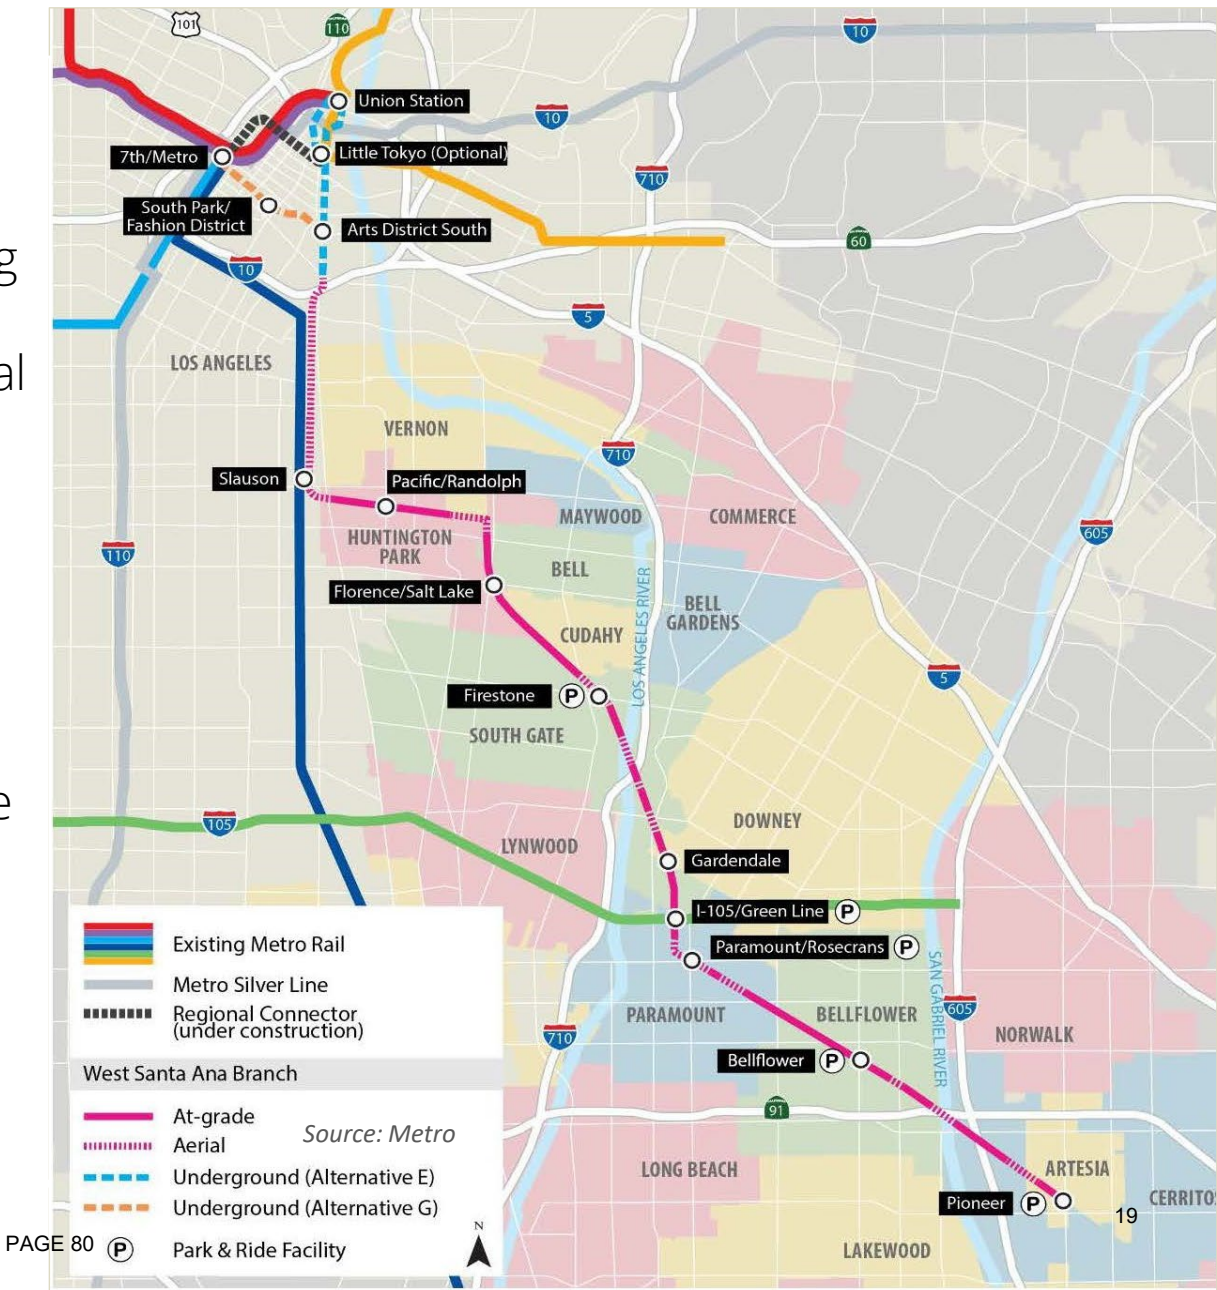 101
110
10
Union Station
10
7th/Metro
Little Tokyo (Optional)
710
South Park/
Fashion District
Arts District South
60
10
5
LOS ANGELES
VERNON
710
Slauson
Pacific/Randolph
MAYWOOD
COMMERCE
605
HUNTINGTON
PARK
110
BELL
Florence/Salt Lake
BELL
GARDENS
CUDAHY
LOS ANGELES RIVER
5
Firestone
P
SOUTH GATE
105
DOWNEY
LYNWOOD
Gardendale
I-105/Green Line
P
Paramount/Rosecrans
P
SAN GABRIEL RIVER
PARAMOUNT
BELLFLOWER
605
NORWALK
710
Bellflower
P
91
LONG BEACH
ARTESIA
CERRITO
Pioneer
P
19
LAKEWOOD
Existing Metro Rail
Metro Silver Line
Regional Connector
(under construction)
West Santa Ana Branch
At-grade
Source: Metro
Aerial
Underground (Alternative E)
Underground (Alternative G)
N
PAGE 80
P
Park & Ride Facility
g
al
e